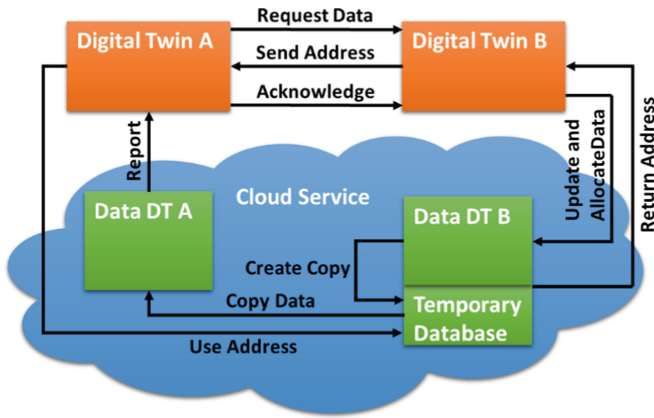 Request Data
Digital Twin A
Digital Twin B
Send Address
Acknowledge
Report
Update and
AllocateData
Return Address
Cloud Service
Data DT A
Data DT B
Create Copy
Copy Data
Temporary
Database
Use Address